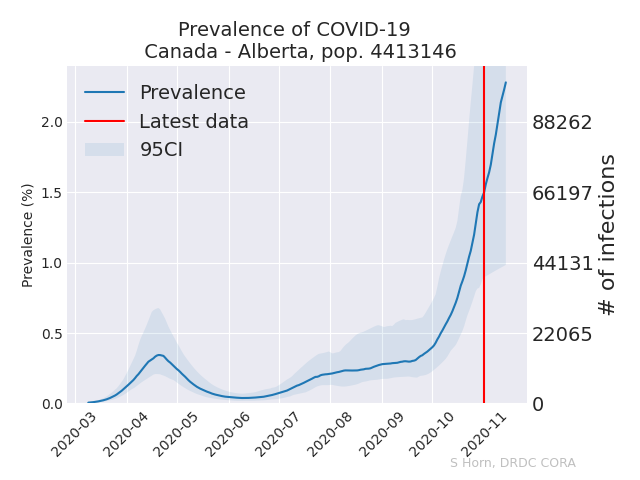 Prevalence of COVID-19
Canada - Alberta, pop. 4413146
Prevalence
Latest data
95CI
Prevalence (%)
2.0
1.5
1.0
0.5
0.0
88262
66197
44131
22065
0
# of infections
2020-03
2020-04
2020-05
2020-06
2020-07
2020-08
2020-09
2020-10
2020-11
S Horn, DRDC CORA